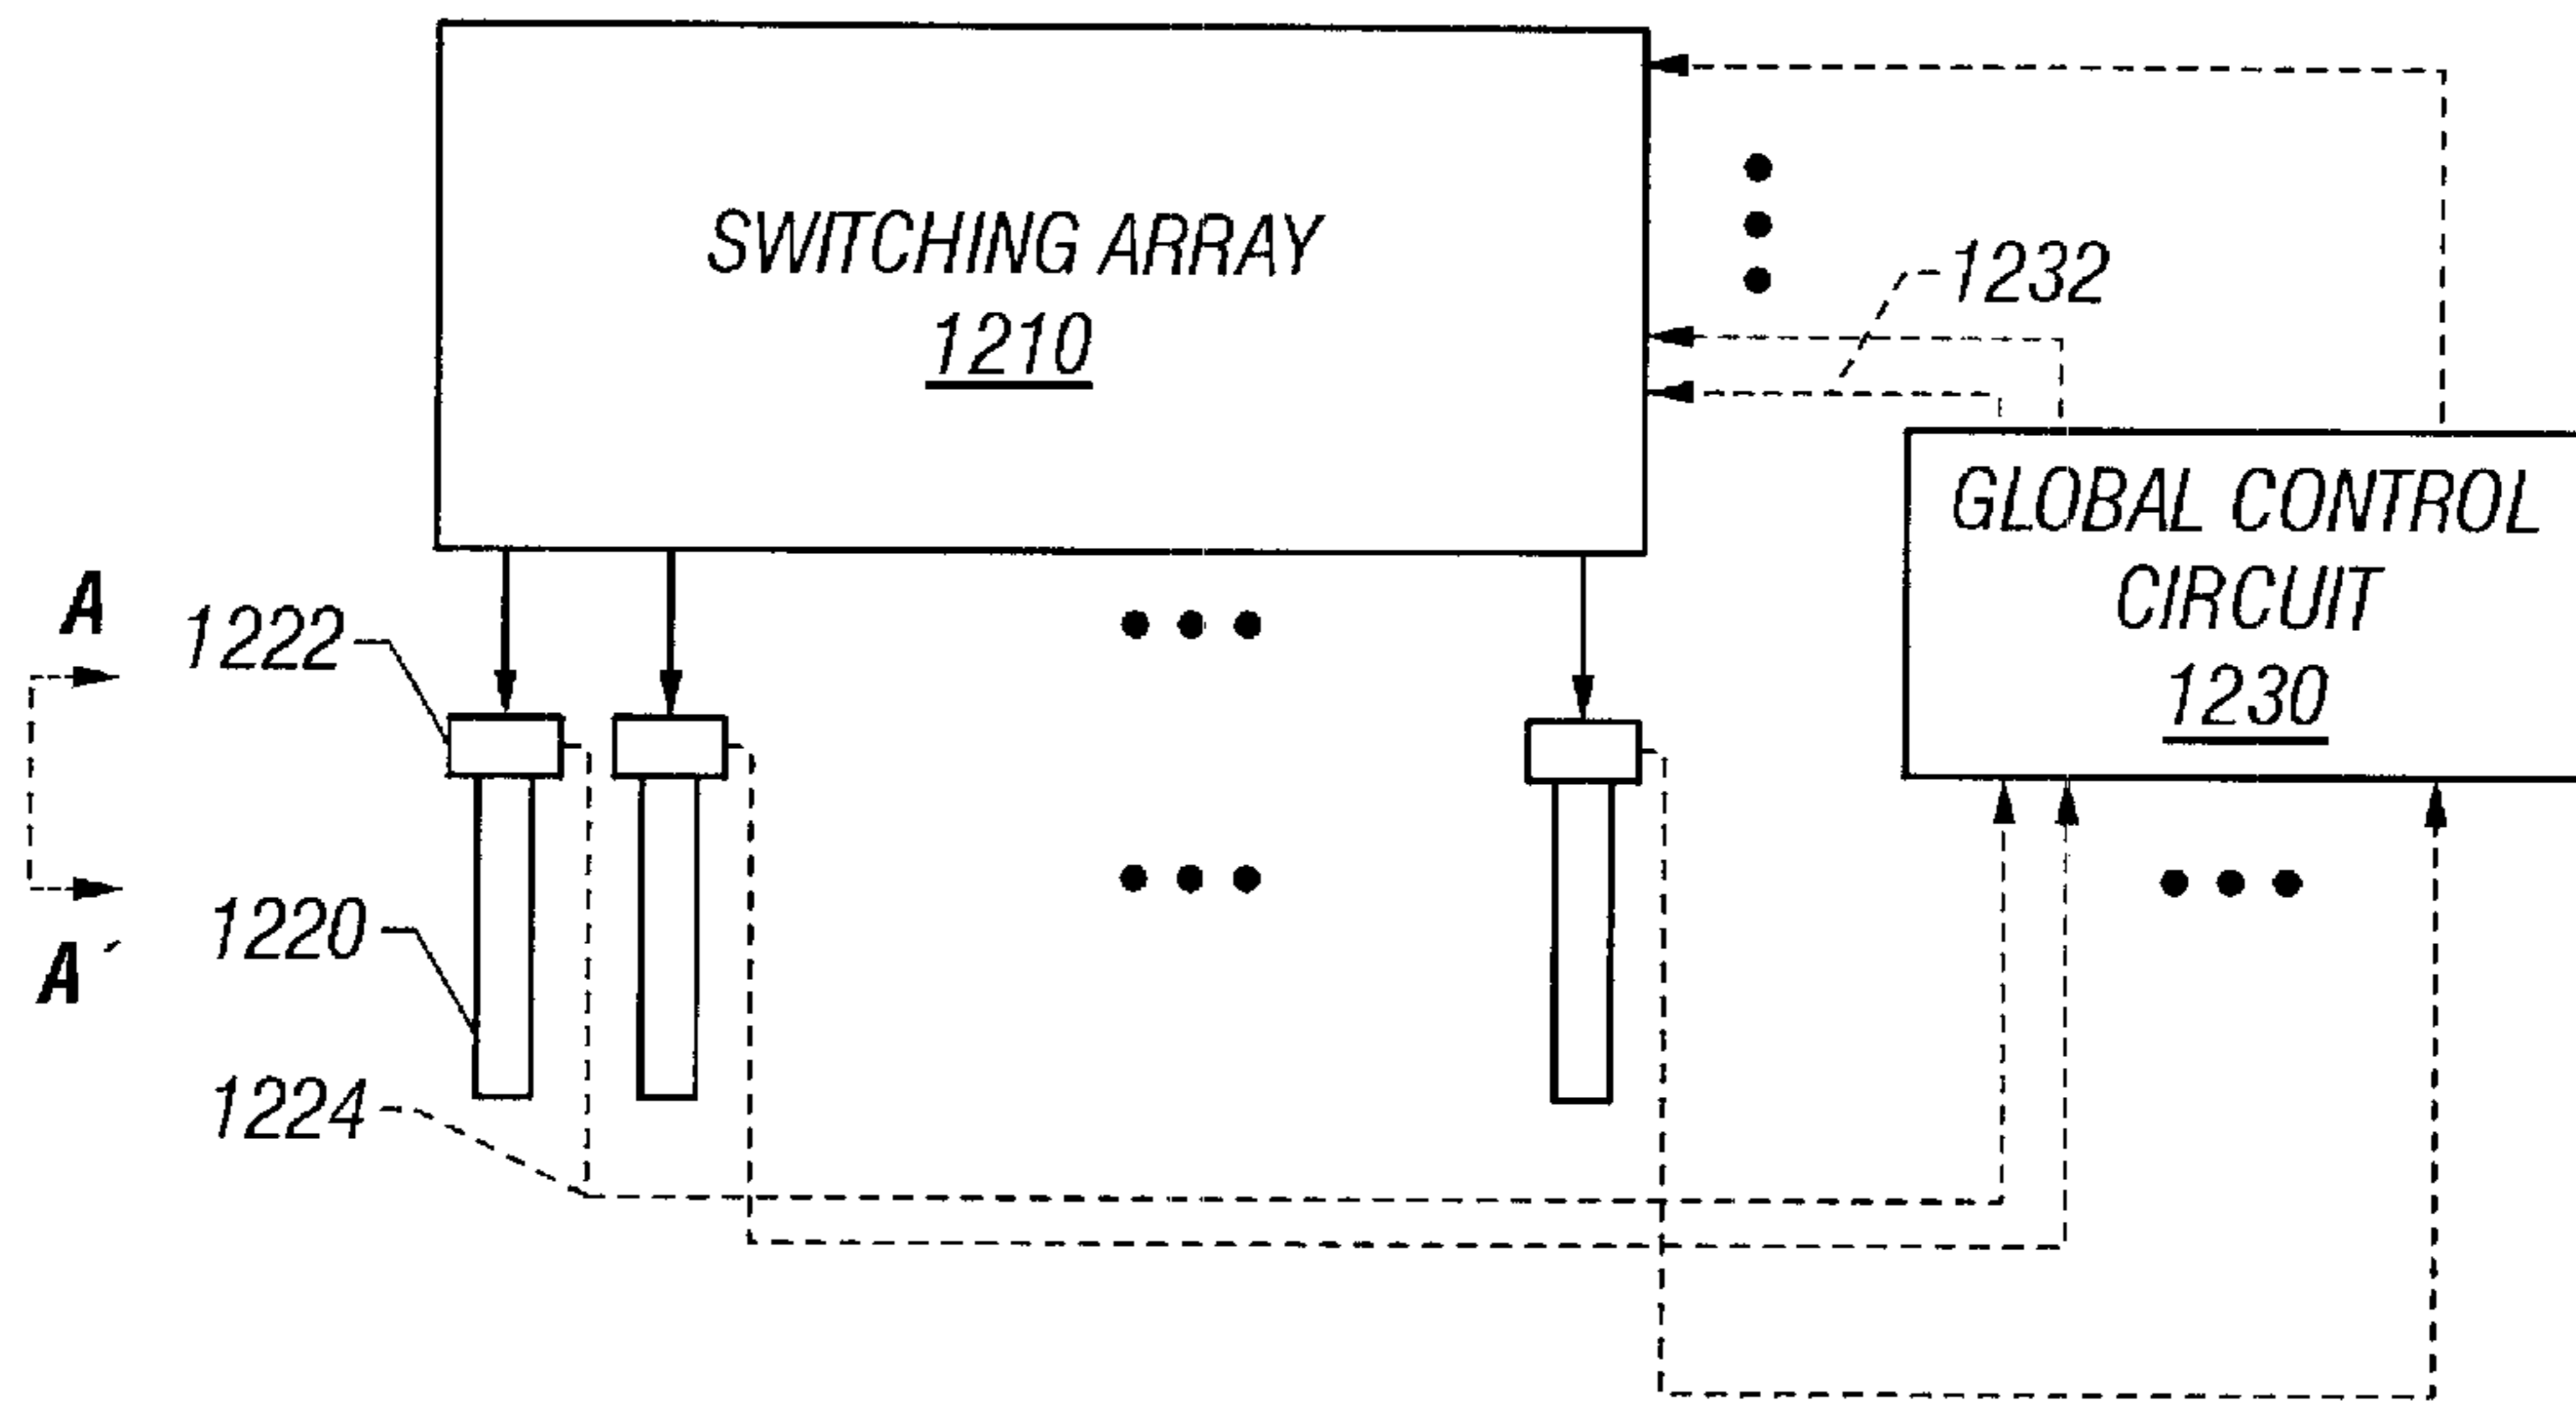 SWITCHING ARRAY
1210
1232
GLOBAL CONTROL
CIRCUIT
1230
A
1222
1220
A´
1224